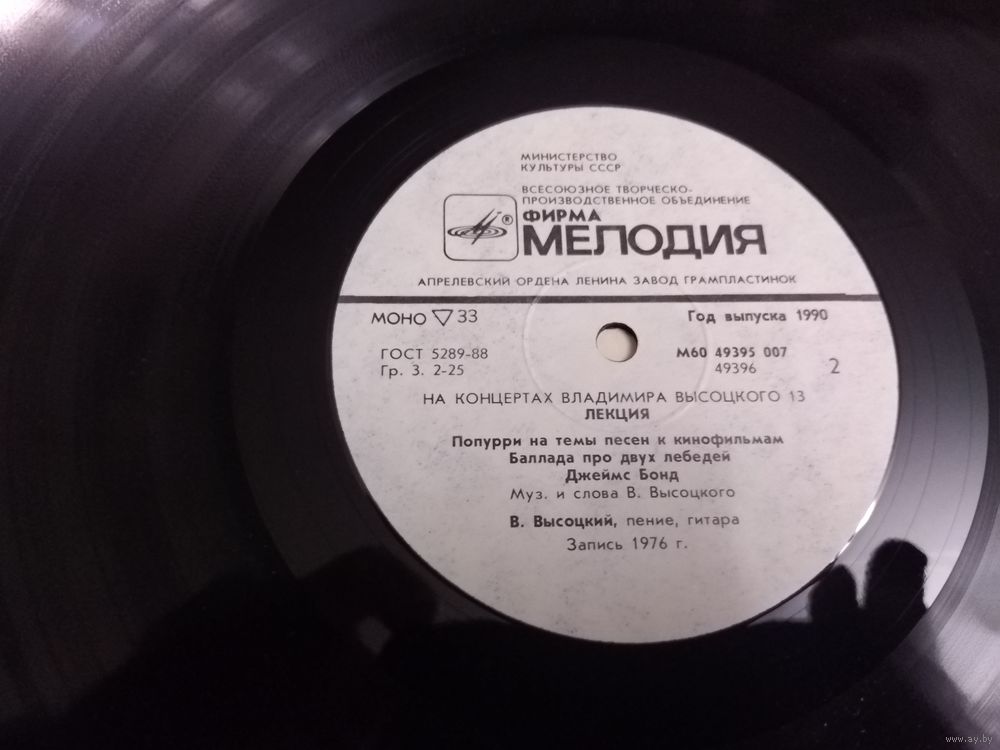 МИНИСТЕРСТВО
КУЛЬТУРЫ СССР
ВСЕСОЮЗНОЕ ТВОРЧЕСКО-
ПРОИЗВОДСТВЕННОЕ ОБЪЕДИНЕНИЕ
®
ФИРМА
МЕЛОДИЯ
АПРЕЛЕВСКИЙ ОРДЕНА ЛЕНИНА ЗАВОД ГРАМПЛАСТИНОК
МОНО ▽ 33 Год выпуска 1990
ГОСТ 5289-88 М60 49395 007
Гр. 3. 2-25 49396 2
НА КОНЦЕРТАХ ВЛАДИМИРА ВЫСОЦКОГО 13
ЛЕКЦИЯ
Попурри на темы песен к кинофильмам
Баллада про двух лебедей
Джеймс Бонд
Муз. и слова В. Высоцкого
В. Высоцкий, пение, гитара
Запись 1976 г.
www.ay.by